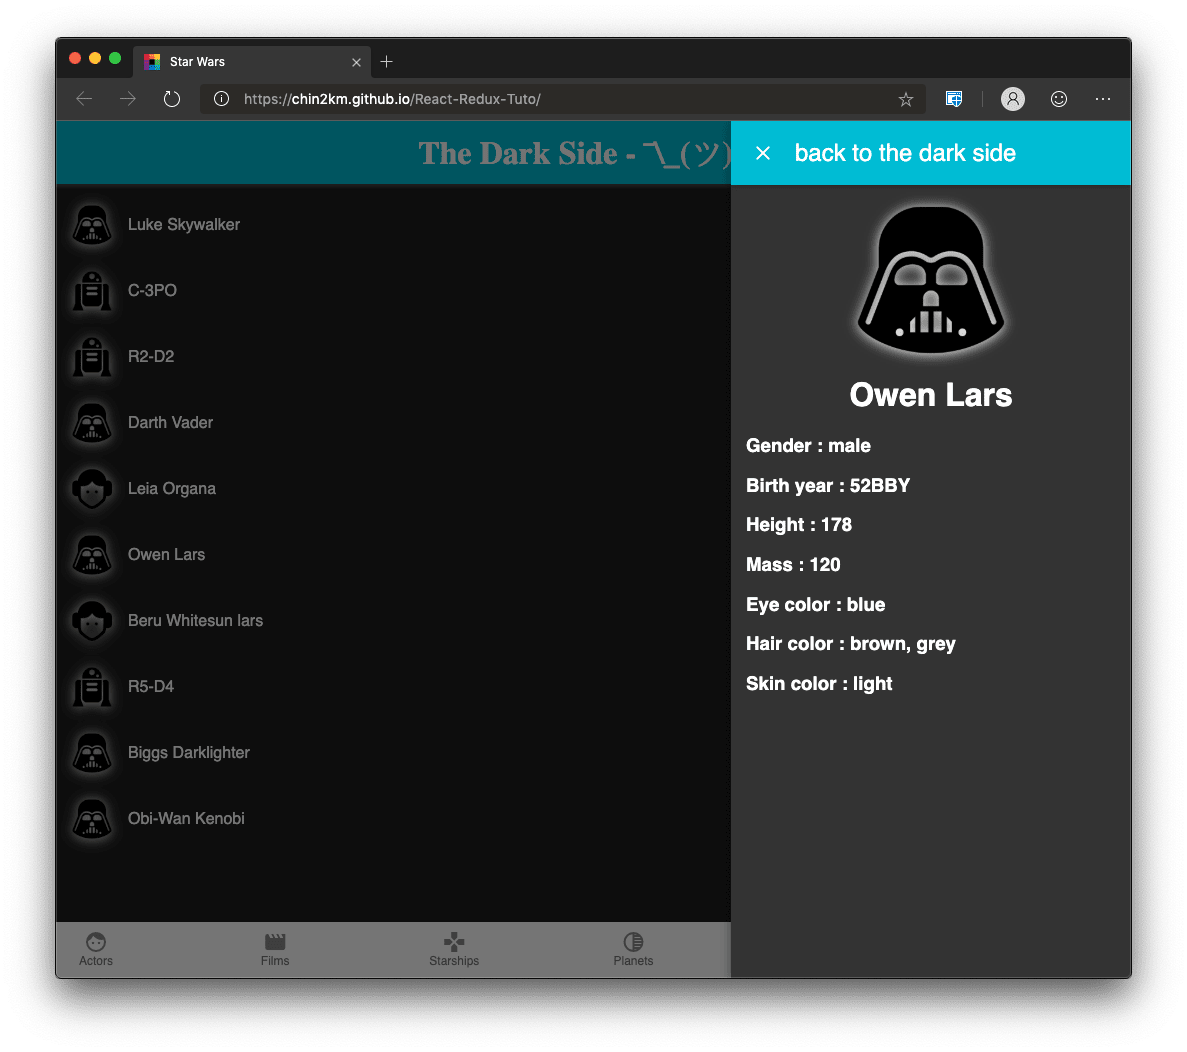 Star Wars
https://chin2km.github.io/React-Redux-Tuto/
The Dark Side - ¯\_(ツ)
back to the dark side
Luke Skywalker
C-3PO
R2-D2
Darth Vader
Leia Organa
Owen Lars
Beru Whitesun lars
R5-D4
Biggs Darklighter
Obi-Wan Kenobi
Owen Lars
Gender : male
Birth year : 52BBY
Height : 178
Mass : 120
Eye color : blue
Hair color : brown, grey
Skin color : light
Actors
Films
Starships
Planets